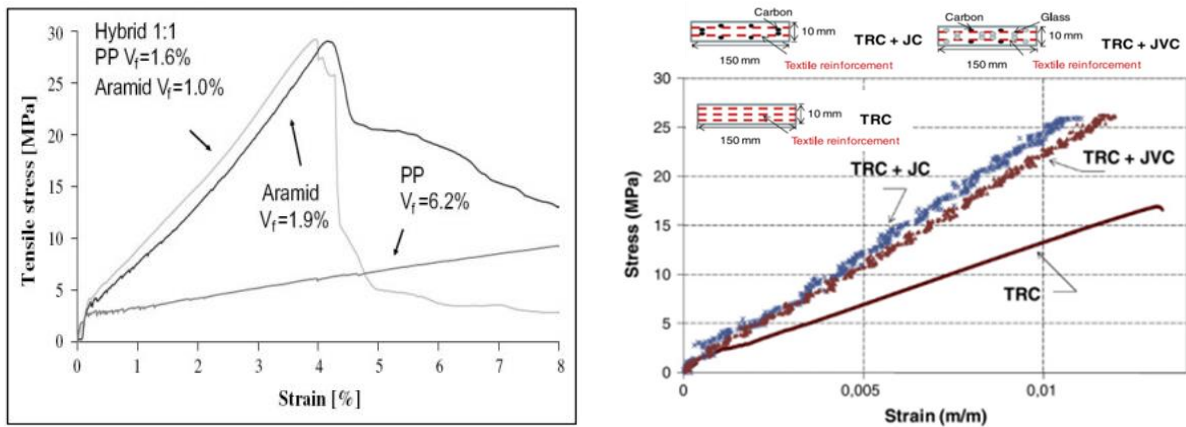 Hybrid 1:1
PP Vf=1.6%
Aramid Vf=1.0%
Aramid
Vf=1.9%
PP
Vf=6.2%
Tensile stress [MPa]
30
25
20
15
10
5
0
0 1 2 3 4 5 6 7 8
Strain [%]
Carbon
10 mm
TRC + JC
150 mm
Textile reinforcement
Carbon
Glass
10 mm
TRC + JVC
150 mm
Textile reinforcement
10 mm
TRC
150 mm
Textile reinforcement
TRC + JC
TRC + JVC
TRC
Stress (MPa)
30
25
20
15
10
5
0
0 0,005 0,01
Strain (m/m)